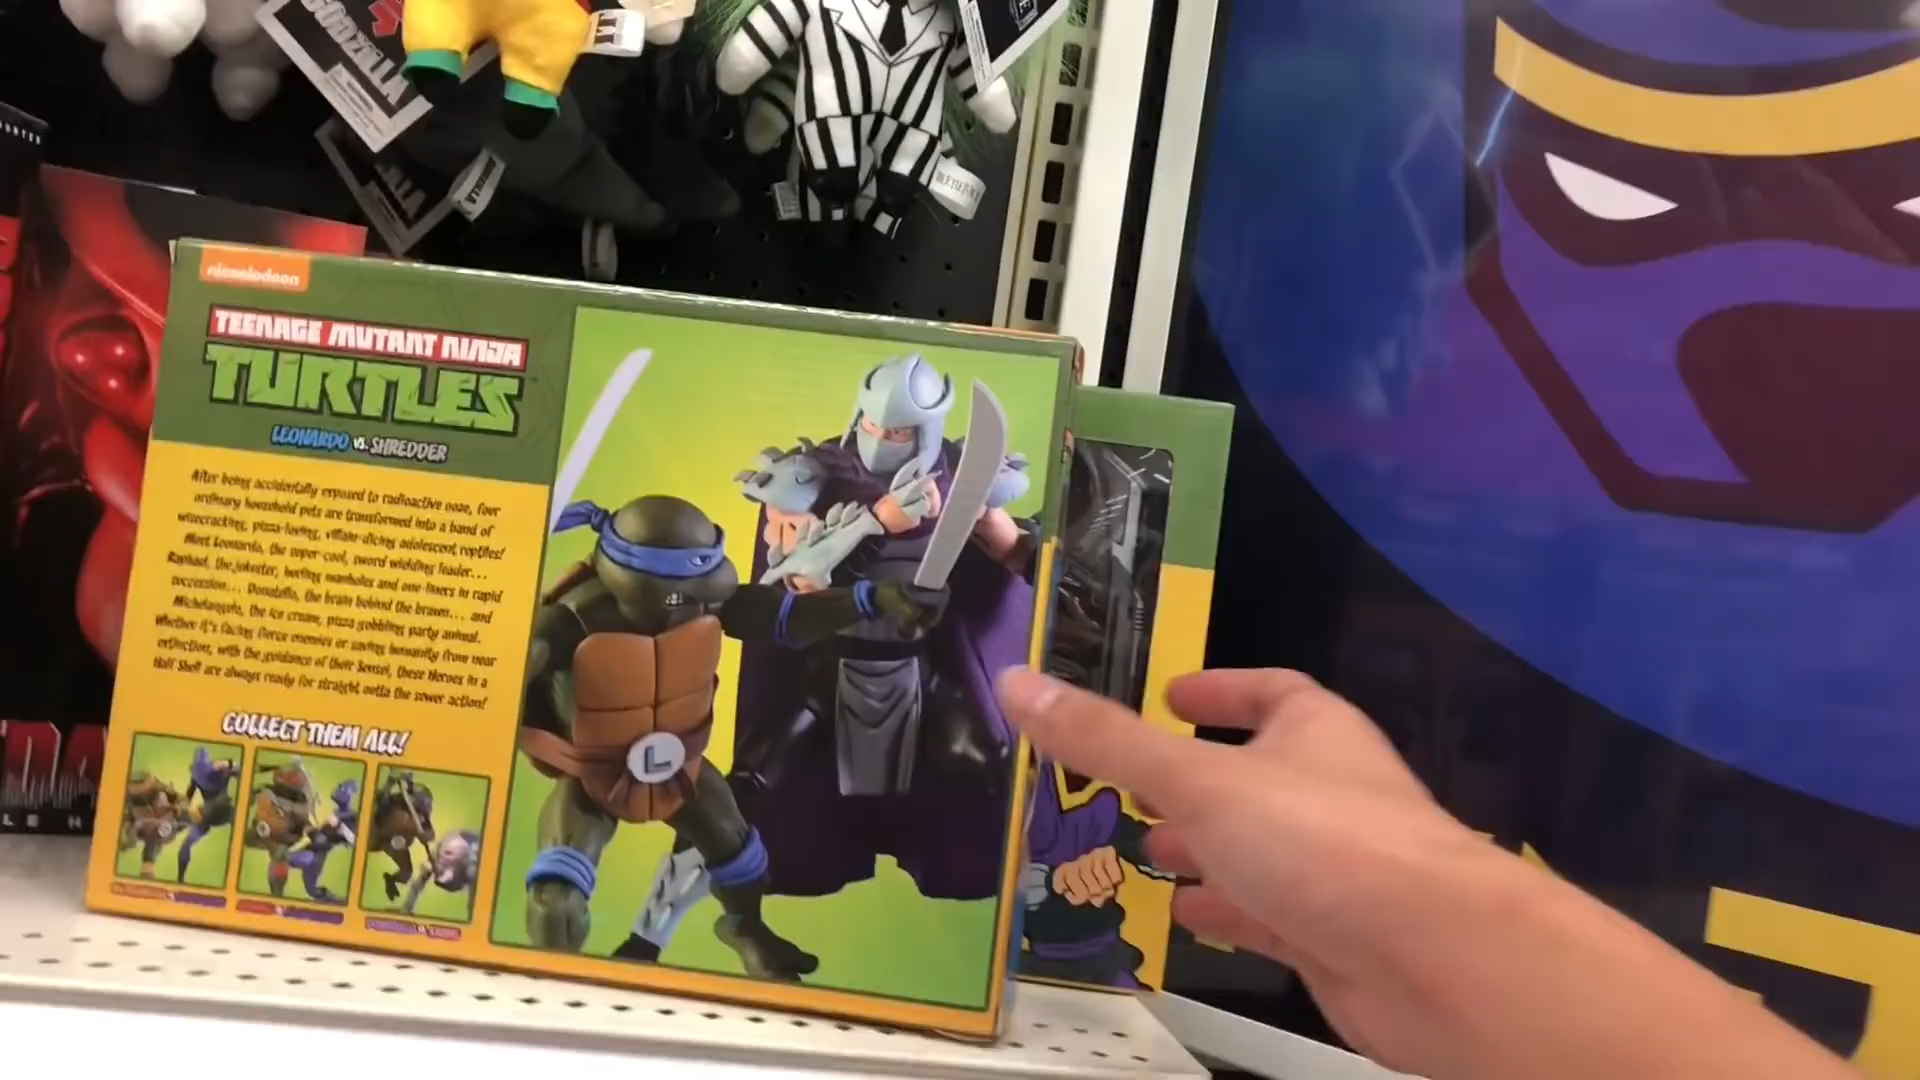 GODZILLA
BEETLEJUICE
nickelodeon
TEENAGE MUTANT NINJA
TURTLES
LEONARDO vs. SHREDDER
After being accidentally exposed to radioactive ooze, four
ordinary household pets are transformed into a band of
wisecracking, pizza-loving, villain-dicing adolescent reptiles!
Meet Leonardo, the super-cool, sword wielding leader...
Raphael, the jokester, hurling manholes and one-liners in rapid
succession... Donatello, the brain behind the brawn... and
Michelangelo, the ice cream, pizza gobbling party animal.
Whether it's facing fierce enemies or saving humanity from near
extinction, with the guidance of their Sensei, these Heroes in a
Half Shell are always ready for straight outta the sewer action!
COLLECT THEM ALL!
L